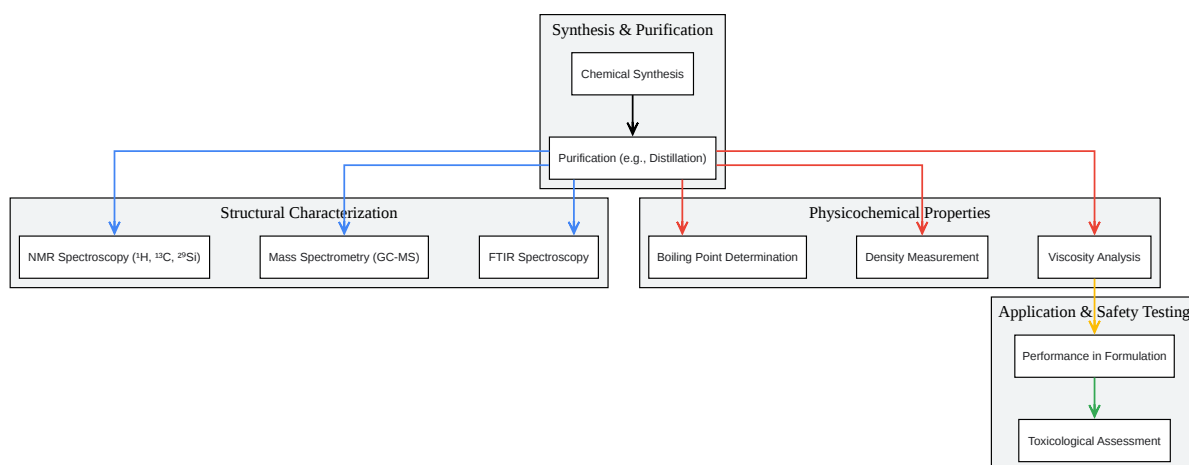 Synthesis & Purification
Chemical Synthesis
Purification (e.g., Distillation)
Structural Characterization
NMR Spectroscopy (¹H, ¹³C, ²⁹Si)
Mass Spectrometry (GC-MS)
FTIR Spectroscopy
Physicochemical Properties
Boiling Point Determination
Density Measurement
Viscosity Analysis
Application & Safety Testing
Performance in Formulation
Toxicological Assessment